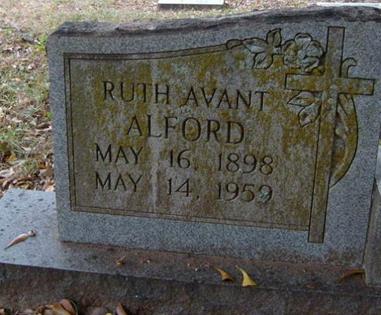 RUTH AVANT
ALFORD
MAY 16, 1898
MAY 14, 1959